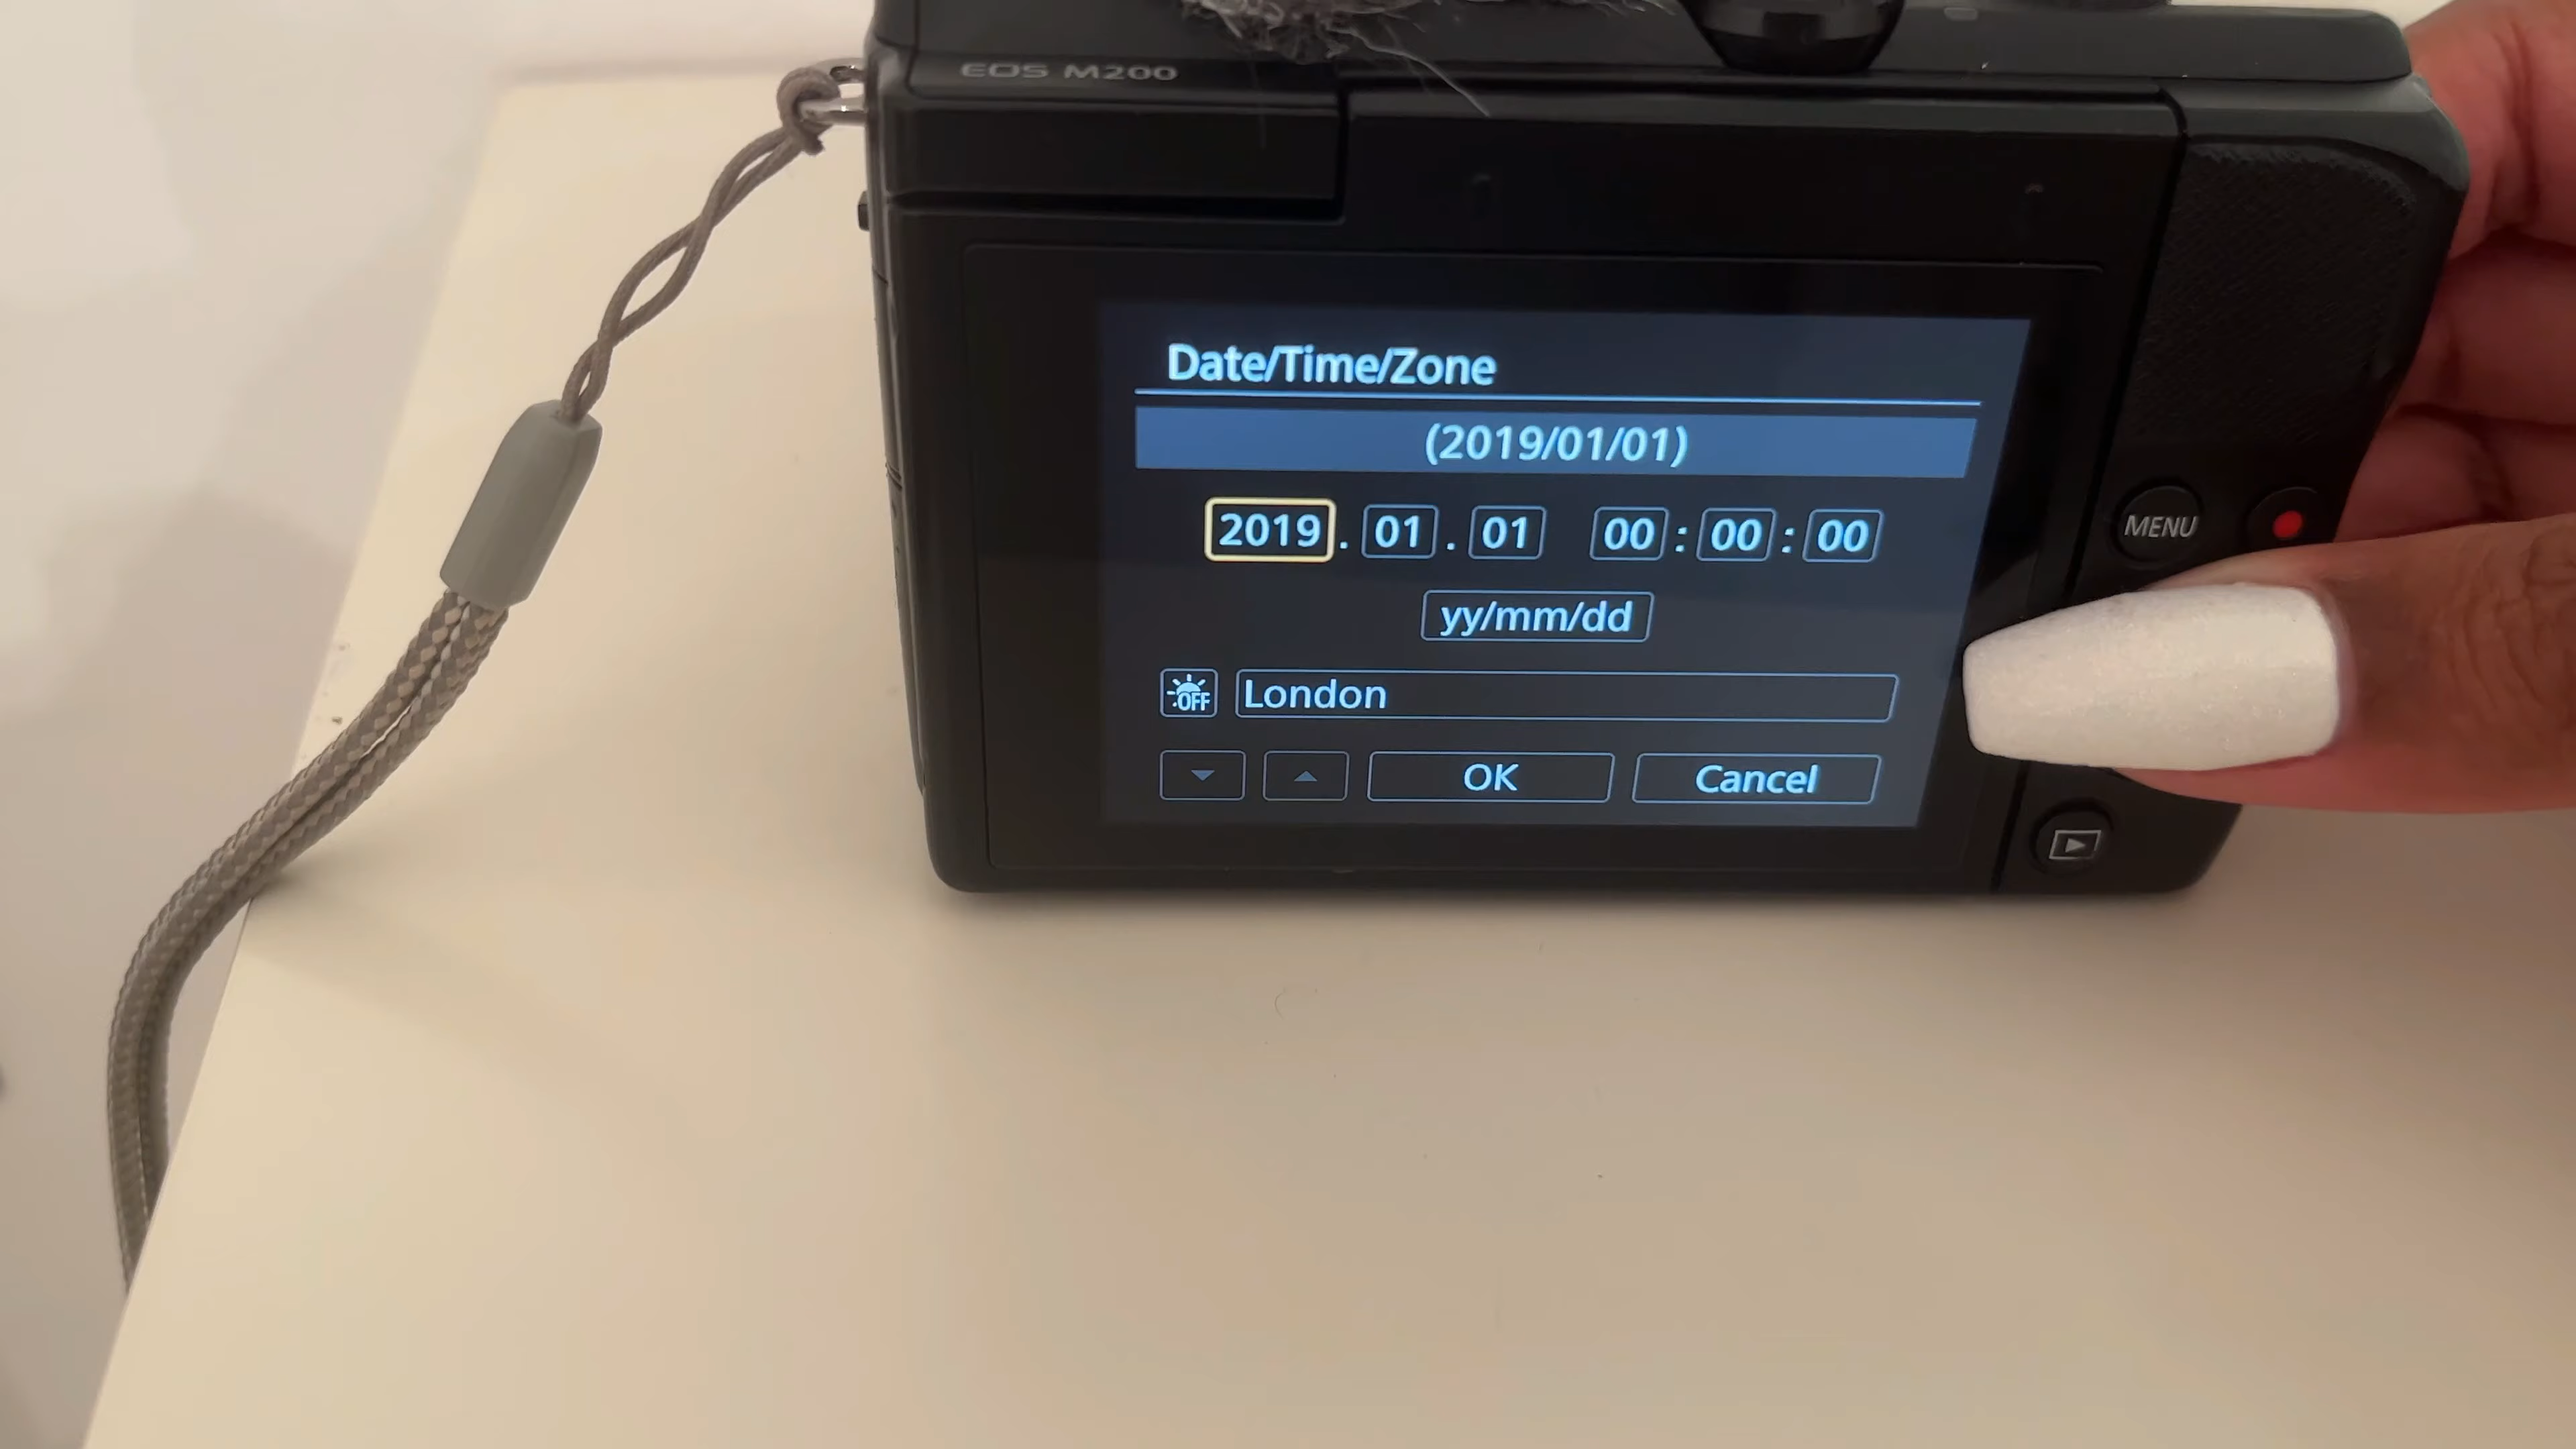 EOS M200
Date/Time/Zone
(2019/01/01)
2019 . 01 . 01 00 : 00 : 00
MENU
yy/mm/dd
OFF London
OK Cancel